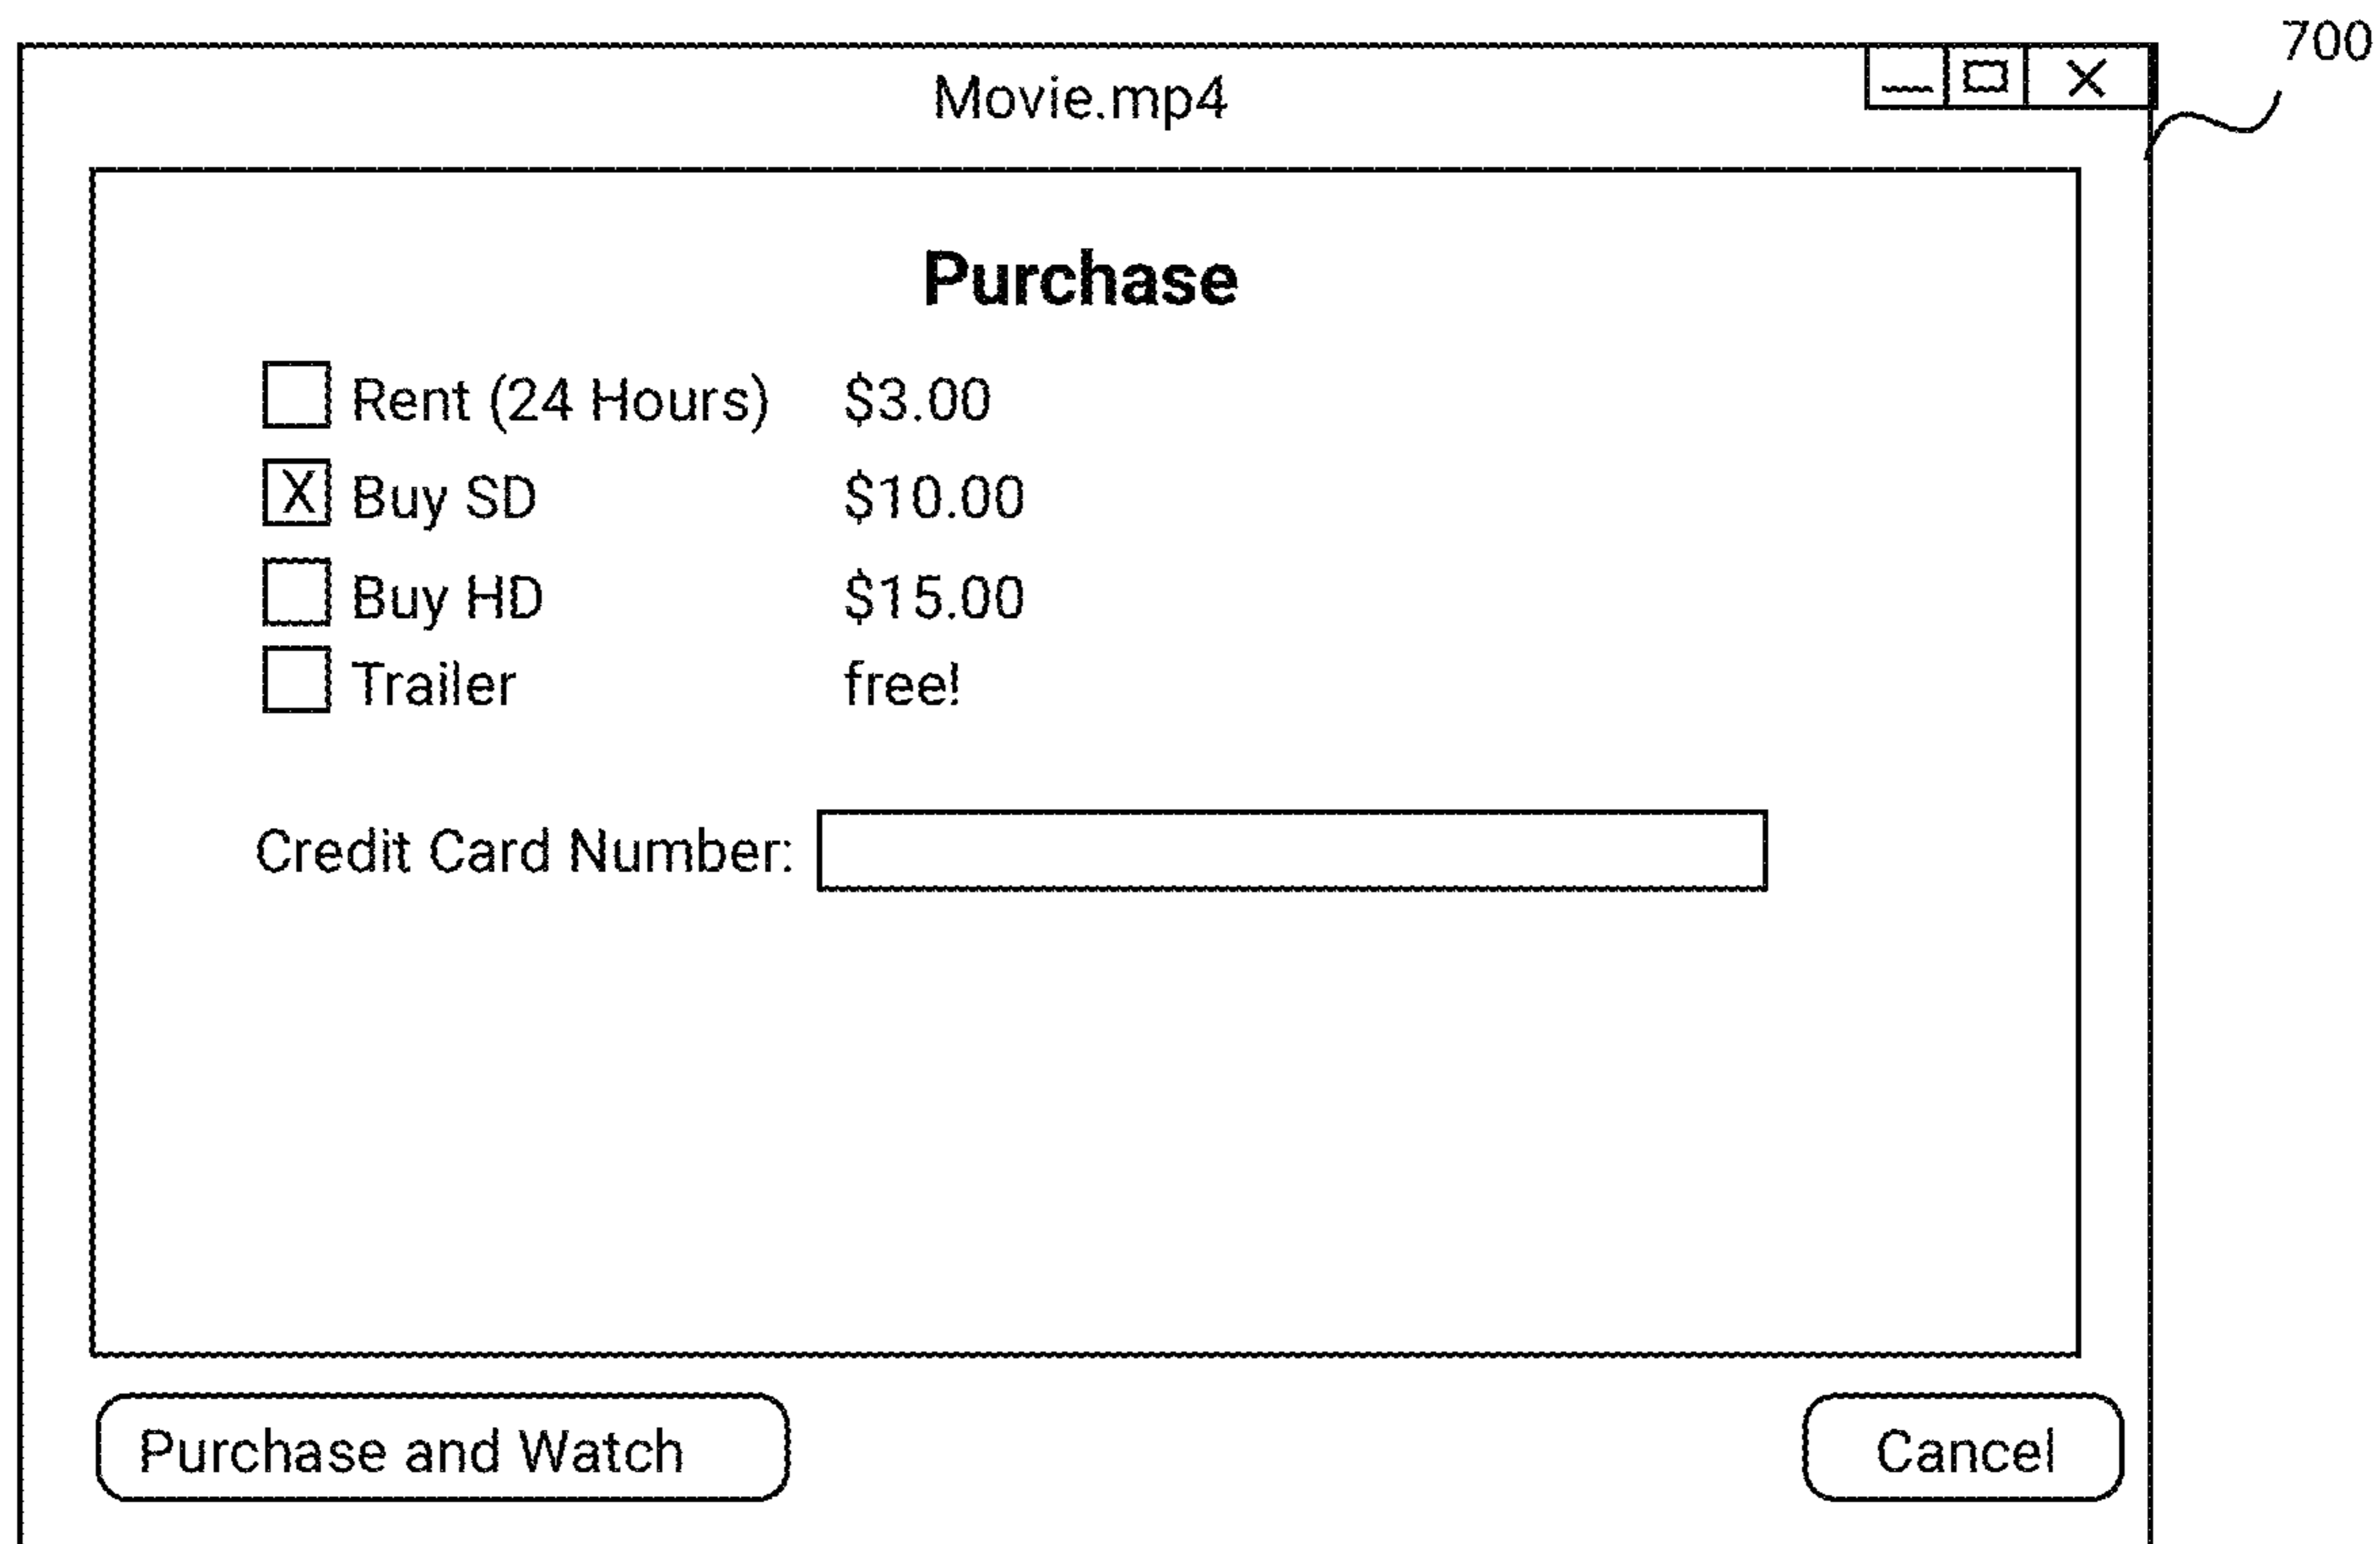 700
Movie.mp4
Purchase
Rent (24 Hours) $3.00
X Buy SD $10.00
Buy HD $15.00
Trailer free!
Credit Card Number:
Purchase and Watch
Cancel